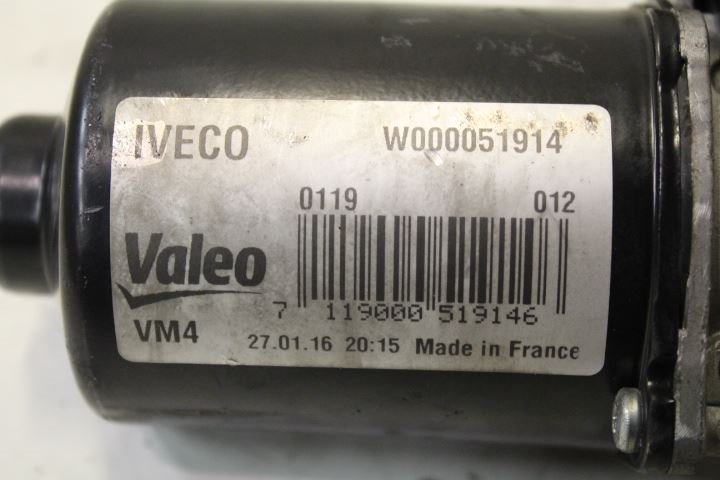 IVECO W000051914
0119 012
Valeo
7 119000 519146
VM4 27.01.16 20:15 Made in France